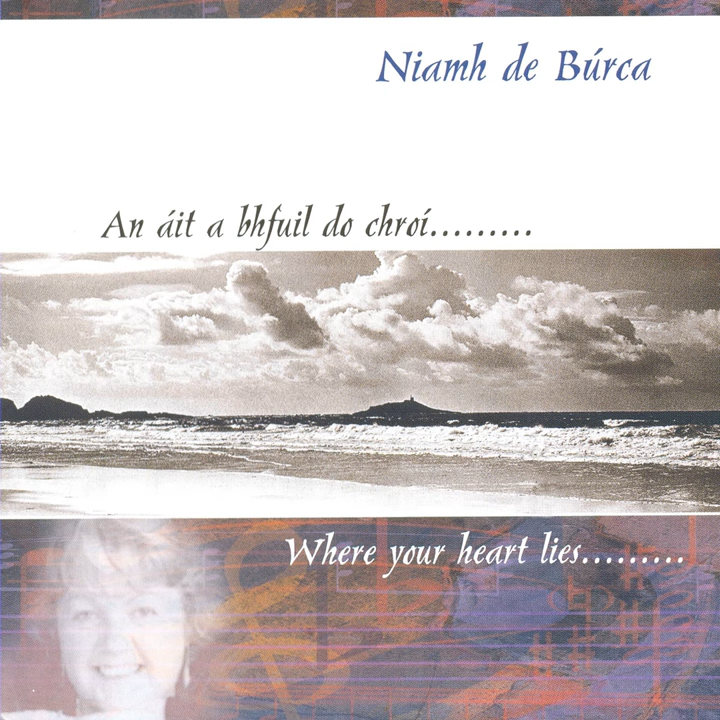 Niamh de Búrca
An áit a bhfuil do chroí.........
Where your heart lies.........